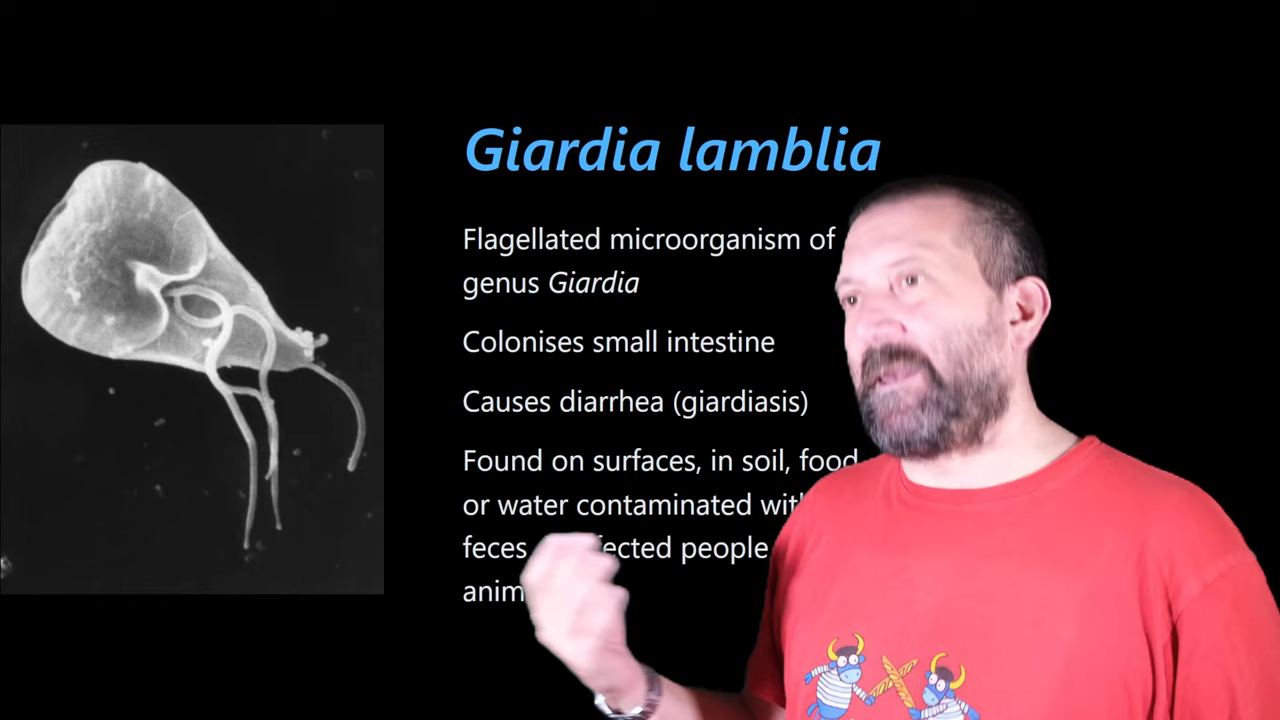 Giardia lamblia
Flagellated microorganism of
genus Giardia
Colonises small intestine
Causes diarrhea (giardiasis)
Found on surfaces, in soil, food
or water contaminated
feces people